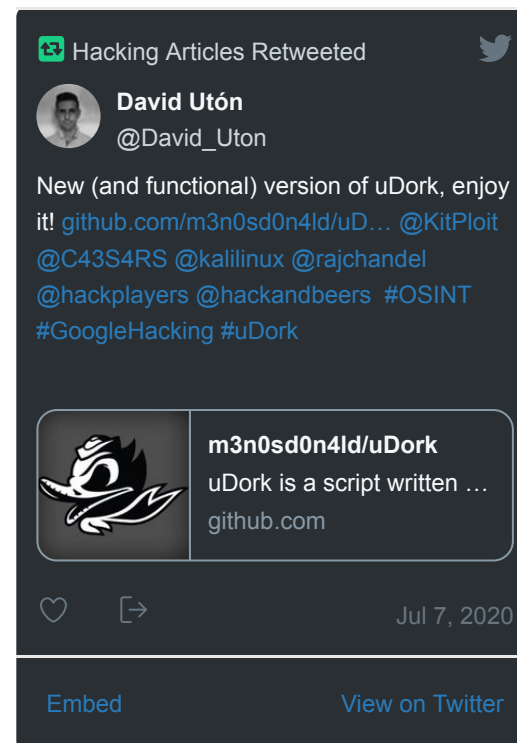 Hacking Articles Retweeted
David Utón
@David_Uton
New (and functional) version of uDork, enjoy
it! github.com/m3n0sd0n4ld/uD… @KitPloit
@C43S4RS @kalilinux @rajchandel
@hackplayers @hackandbeers #OSINT
#GoogleHacking #uDork
m3n0sd0n4ld/uDork
uDork is a script written …
github.com
Jul 7, 2020
Embed View on Twitter